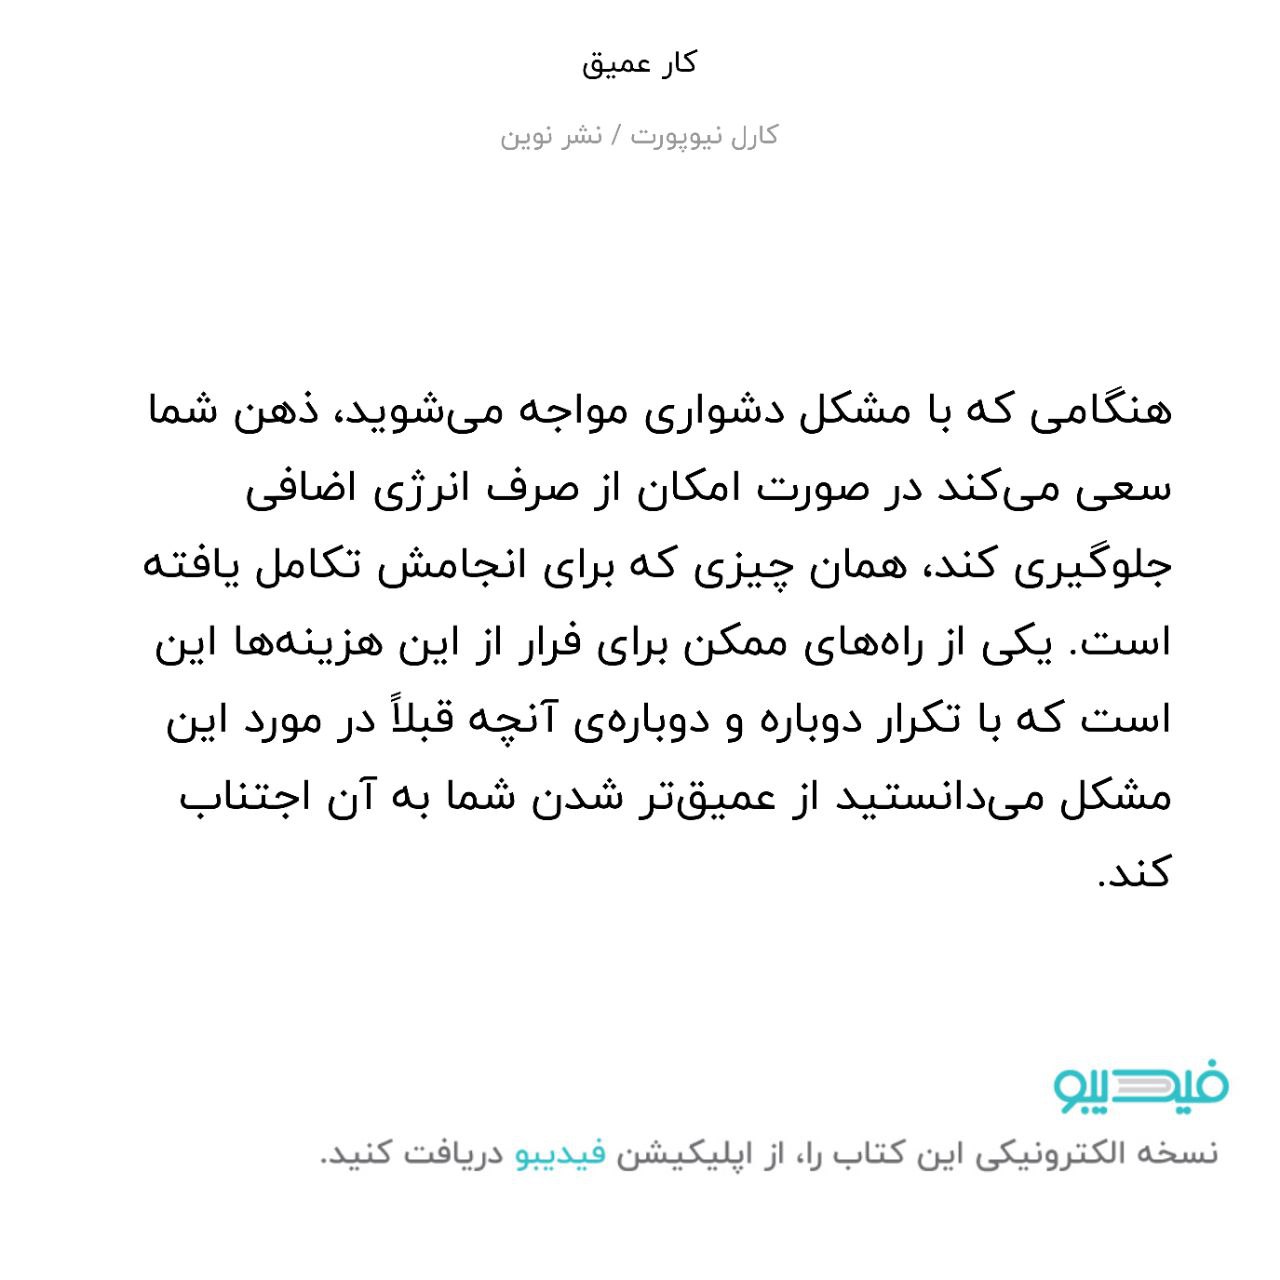 کار عمیق
کارل نیوپورت / نشر نوین
هنگامی که با مشکل دشواری مواجه می‌شوید، ذهن شما
سعی می‌کند در صورت امکان از صرف انرژی اضافی
جلوگیری کند، همان چیزی که برای انجامش تکامل یافته
است. یکی از راه‌های ممکن برای فرار از این هزینه‌ها این
است که با تکرار دوباره و دوباره‌ی آنچه قبلاً در مورد این
مشکل می‌دانستید از عمیق‌تر شدن شما به آن اجتناب
کند.
فیدیبو
نسخه الکترونیکی این کتاب را، از اپلیکیشن فیدیبو دریافت کنید.